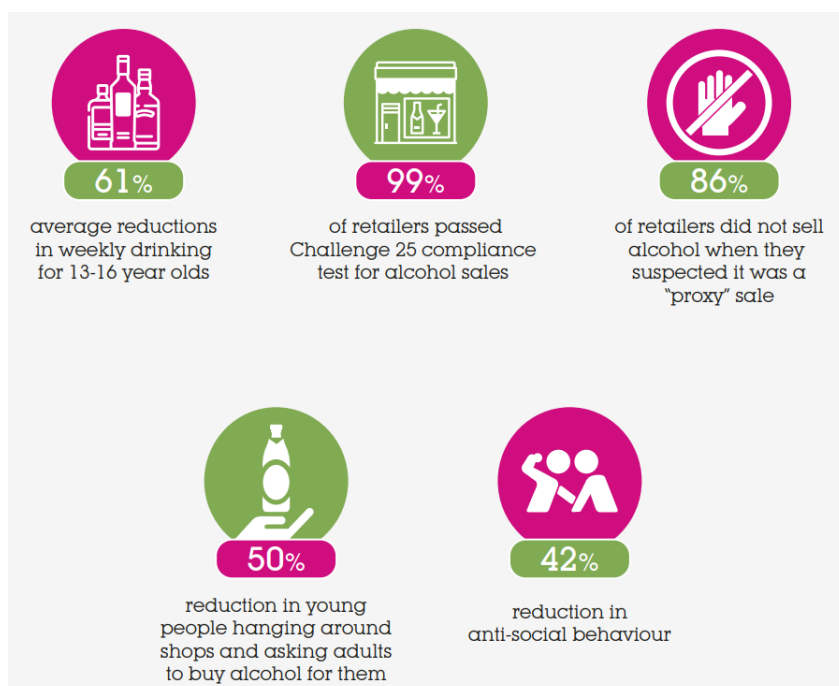 61%
average reductions
in weekly drinking
for 13-16 year olds
99%
of retailers passed
Challenge 25 compliance
test for alcohol sales
86%
of retailers did not sell
alcohol when they
suspected it was a
"proxy" sale
50%
reduction in young
people hanging around
shops and asking adults
to buy alcohol for them
42%
reduction in
anti-social behaviour